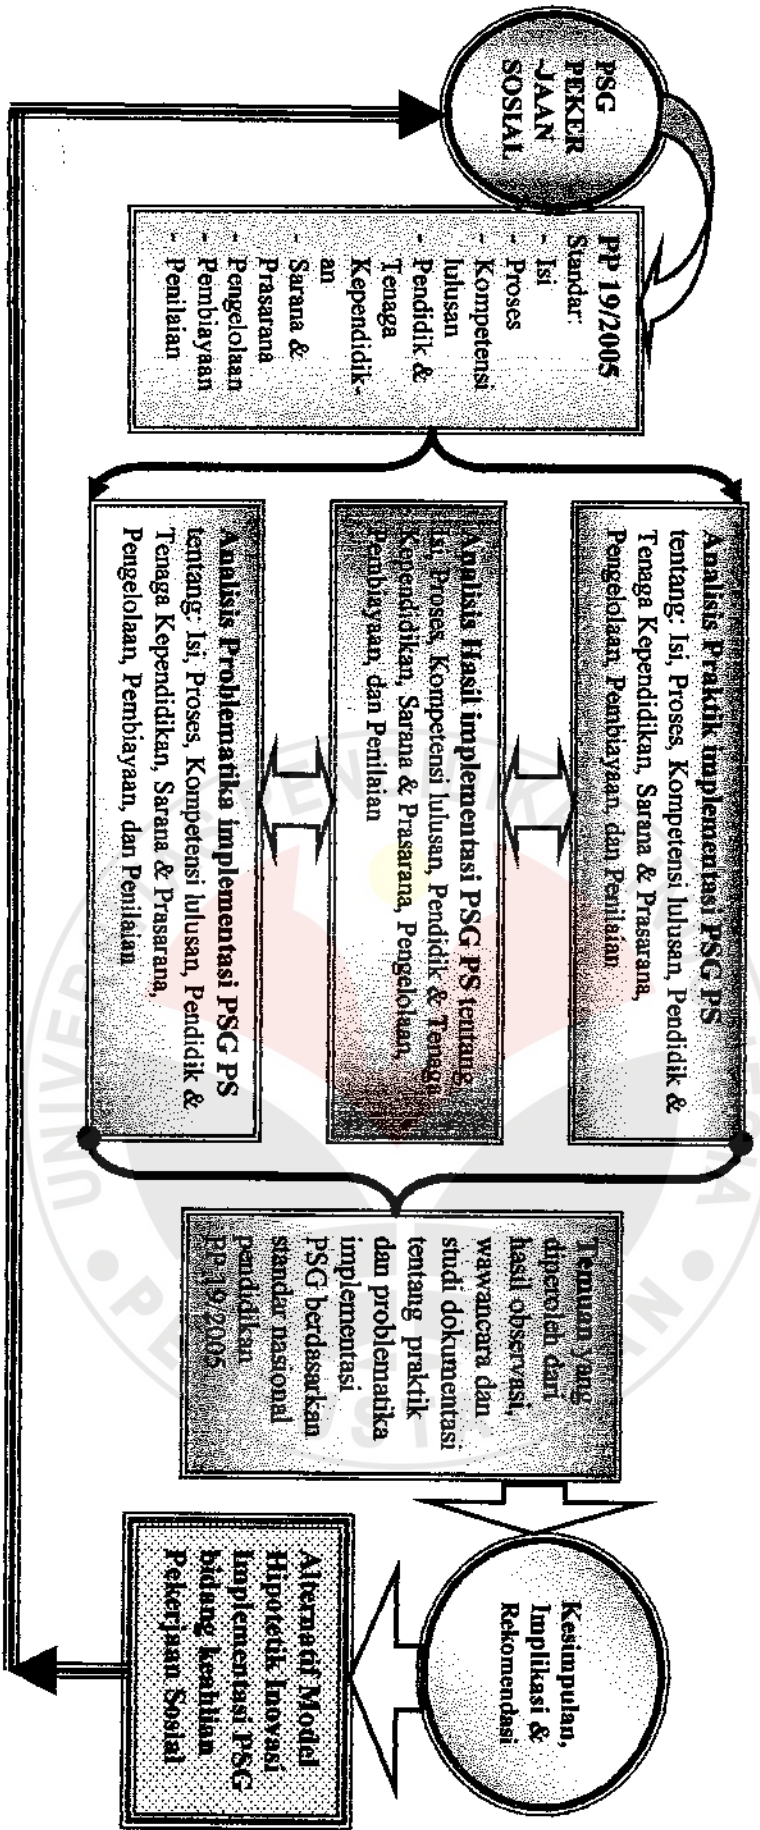 PSG
PEKER
-JAAN
SOSIAL
PP 19/2005
Standar:
- Isi
- Proses
- Kompetensi
lulusan
- Pendidik &
Tenaga
Kependidik-
an
- Sarana &
Prasarana
- Pengelolaan
- Pembiayaan
- Penilaian
Analisis Praktik implementasi PSG PS
tentang: Isi, Proses, Kompetensi lulusan, Pendidik &
Tenaga Kependidikan, Sarana & Prasarana,
Pengelolaan, Pembiayaan, dan Penilaian
Analisis Hasil implementasi PSG PS tentang
Isi, Proses, Kompetensi lulusan, Pendidik & Tenaga
Kependidikan, Sarana & Prasarana, Pengelolaan,
Pembiayaan, dan Penilaian
Analisis Problematika implementasi PSG PS
tentang: Isi, Proses, Kompetensi lulusan, Pendidik &
Tenaga Kependidikan, Sarana & Prasarana,
Pengelolaan, Pembiayaan, dan Penilaian
Temuan yang
diperoleh dari
hasil observasi,
wawancara dan
studi dokumentasi
tentang praktik
dan problematika
implementasi
PSG berdasarkan
standar nasional
pendidikan
PP 19/2005
Kesimpulan,
Implikasi &
Rekomendasi
Alternatif Model
Hipotetik Inovasi
Implementasi PSG
bidang keahlian
Pekerjaan Sosial